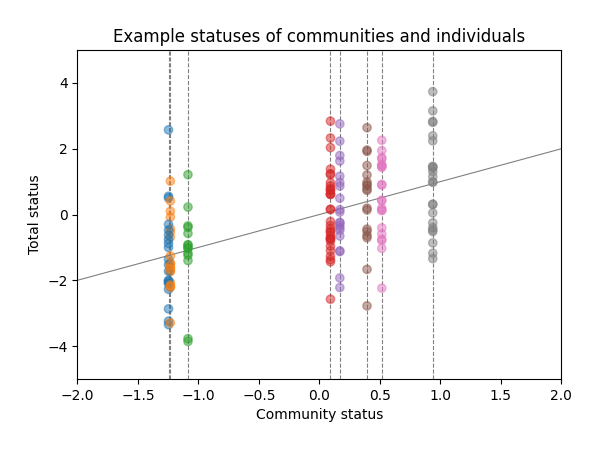 Example statuses of communities and individuals
4
2
0
−2
−4
Total status
−2.0 −1.5 −1.0 −0.5 0.0 0.5 1.0 1.5 2.0
Community status